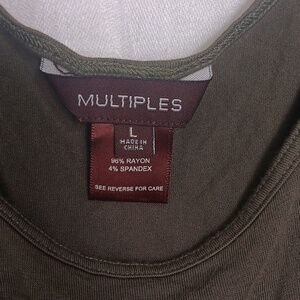 MULTIPLES
L
MADE IN
CHINA
96% RAYON
4% SPANDEX
SEE REVERSE FOR CARE